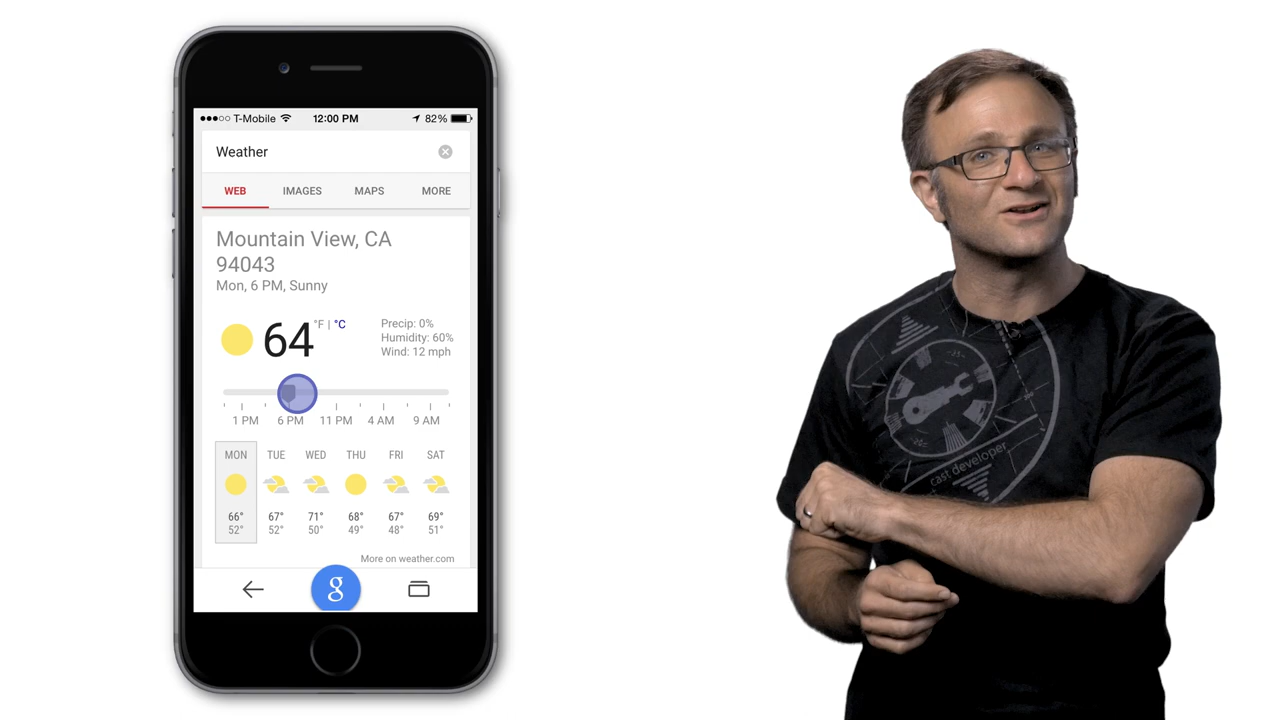 T-Mobile 12:00 PM 82%
Weather
WEB IMAGES MAPS MORE
Mountain View, CA
94043
Mon, 6 PM, Sunny
64 °F | °C
Precip: 0%
Humidity: 60%
Wind: 12 mph
1 PM 6 PM 11 PM 4 AM 9 AM
MON TUE WED THU FRI SAT
66° 67° 71° 68° 67° 69°
52° 52° 50° 49° 48° 51°
More on weather.com
g
cast developer